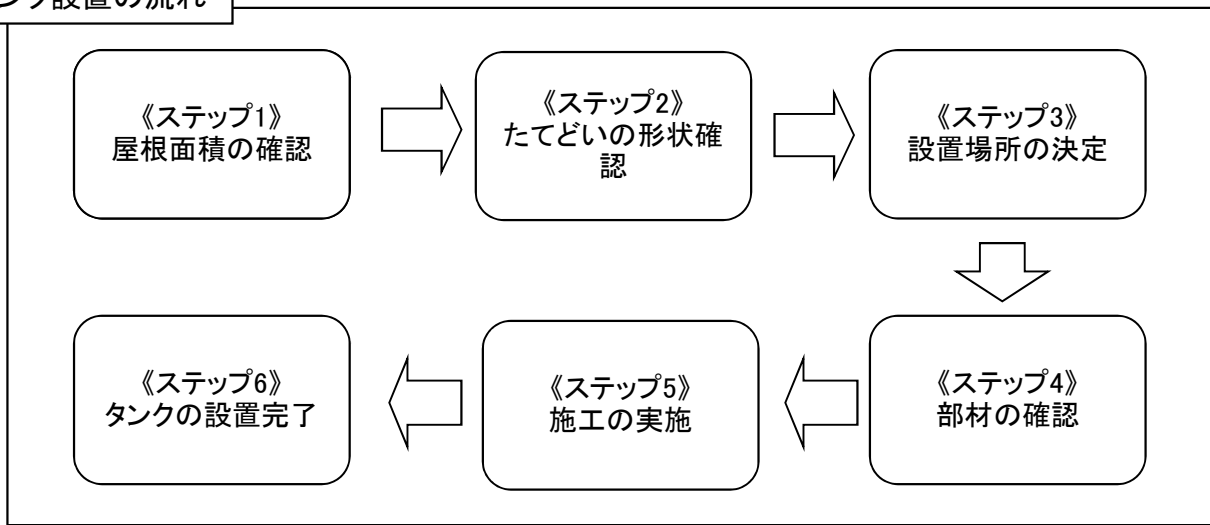 ンク設置の流れ
《ステップ1》
屋根面積の確認
《ステップ2》
たてどいの形状確
認
《ステップ3》
設置場所の決定
《ステップ4》
部材の確認
《ステップ5》
施工の実施
《ステップ6》
タンクの設置完了